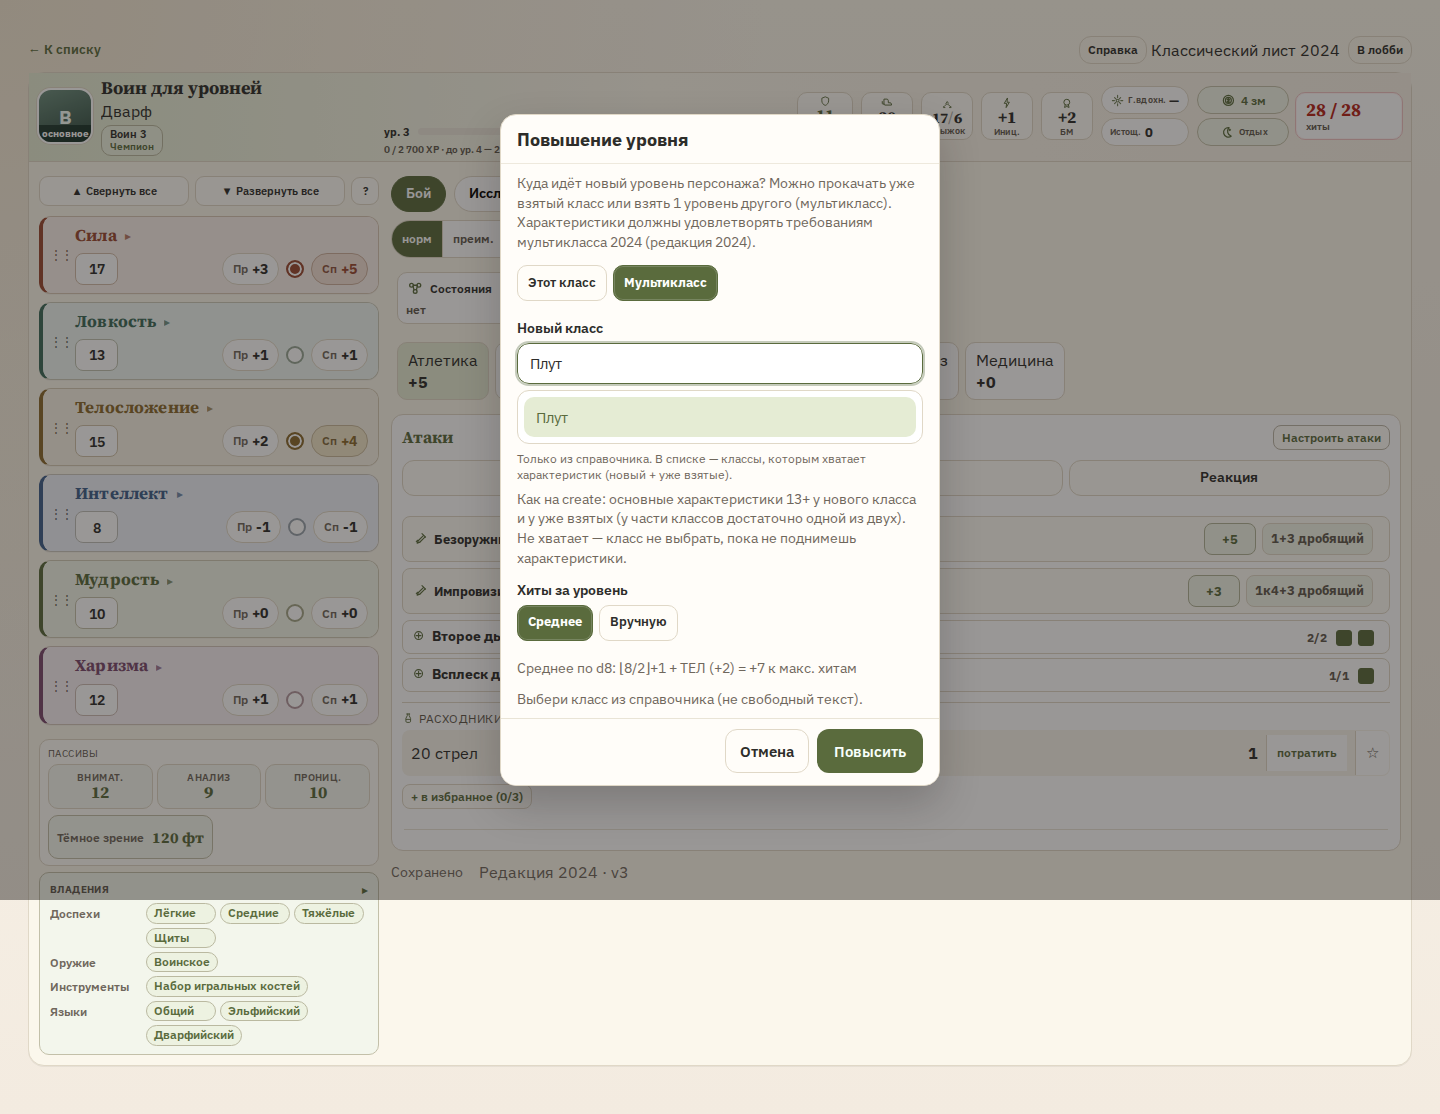 ← К списку
Справка
Классический лист 2024
В лобби
В
основное
Воин для уровней
Дварф
Воин 3
Чемпион
ур. 3
17/6
+1
Иниц.
+2
БМ
Г.вдохн. —
Истощ. 0
4 зм
Отдых
28 / 28
хиты
▲ Свернуть все
▼ Развернуть все
?
Сила ▸
17
Пр +3
Сп +5
Ловкость ▸
13
Пр +1
Сп +1
Телосложение ▸
15
Пр +2
Сп +4
Интеллект ▸
8
Пр -1
Сп -1
Мудрость ▸
10
Пр +0
Сп +0
Харизма ▸
12
Пр +1
Сп +1
ПАССИВЫ
ВНИМАТ.
12
АНАЛИЗ
9
ПРОНИЦ.
10
Тёмное зрение 120 фт
ВЛАДЕНИЯ ▸
Доспехи
Лёгкие
Средние
Тяжёлые
Щиты
Оружие
Воинское
Инструменты
Набор игральных костей
Языки
Общий
Эльфийский
Дварфийский
Бой
норм
преим.
Состояния
нет
Атлетика
+5
Медицина
+0
Атаки
Настроить атаки
Реакция
+5
1+3 дробящий
+3
1к4+3 дробящий
Второе
2/2
Всплеск
1/1
РАСХОДНИКИ
20 стрел
1
потратить
☆
+ в избранное (0/3)
Сохранено
Редакция 2024 · v3
Повышение уровня
Куда идёт новый уровень персонажа? Можно прокачать уже
взятый класс или взять 1 уровень другого (мультикласс).
Характеристики должны удовлетворять требованиям
мультикласса 2024 (редакция 2024).
Этот класс
Мультикласс
Новый класс
Плут
Плут
Только из справочника. В списке — классы, которым хватает
характеристик (новый + уже взятые).
Как на create: основные характеристики 13+ у нового класса
и у уже взятых (у части классов достаточно одной из двух).
Не хватает — класс не выбрать, пока не поднимешь
характеристики.
Хиты за уровень
Среднее
Вручную
Среднее по d8: ⌊8/2⌋+1 + ТЕЛ (+2) = +7 к макс. хитам
Выбери класс из справочника (не свободный текст).
Отмена
Повысить